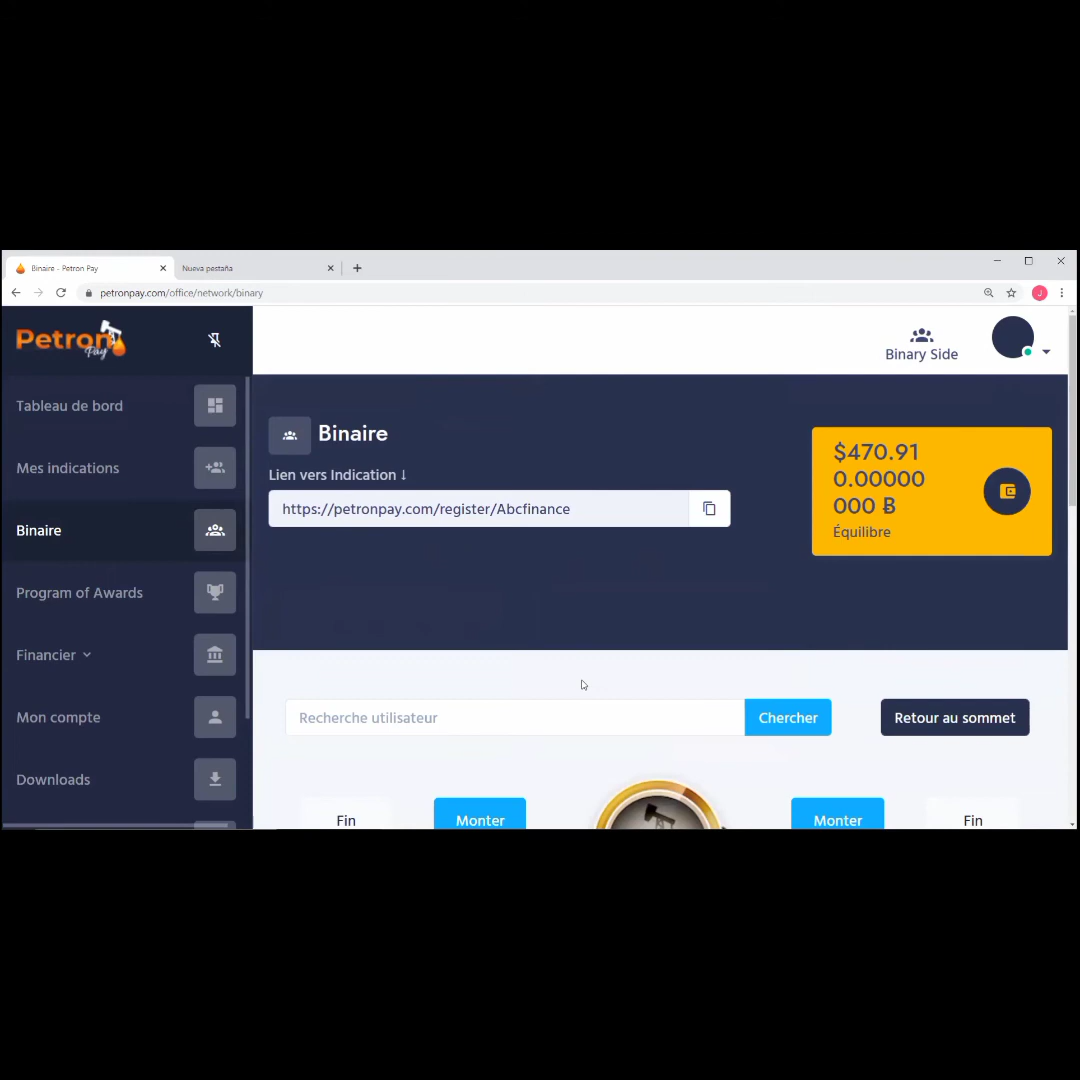 Binaire - Petron Pay
Nueva pestaña
petronpay.com/office/network/binary
Petron
Pay
Binary Side
Tableau de bord
Mes indications
Binaire
Program of Awards
Financier
Mon compte
Downloads
Binaire
Lien vers Indication ↓
https://petronpay.com/register/Abcfinance
$470.91
0.00000
000 Ƀ
Équilibre
Recherche utilisateur
Chercher
Retour au sommet
Fin
Monter
Monter
Fin
J